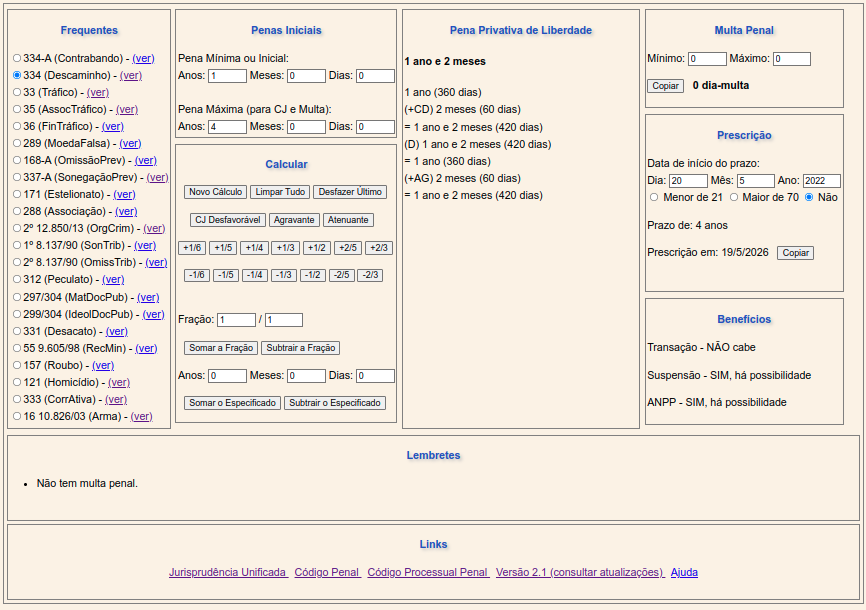 Frequentes
334-A (Contrabando) - (ver)
334 (Descaminho) - (ver)
33 (Tráfico) - (ver)
35 (AssocTráfico) - (ver)
36 (FinTráfico) - (ver)
289 (MoedaFalsa) - (ver)
168-A (OmissãoPrev) - (ver)
337-A (SonegaçãoPrev) - (ver)
171 (Estelionato) - (ver)
288 (Associação) - (ver)
2º 12.850/13 (OrgCrim) - (ver)
1º 8.137/90 (SonTrib) - (ver)
2º 8.137/90 (OmissTrib) - (ver)
312 (Peculato) - (ver)
297/304 (MatDocPub) - (ver)
299/304 (IdeolDocPub) - (ver)
331 (Desacato) - (ver)
55 9.605/98 (RecMin) - (ver)
157 (Roubo) - (ver)
121 (Homicídio) - (ver)
333 (CorrAtiva) - (ver)
16 10.826/03 (Arma) - (ver)
Penas Iniciais
Pena Mínima ou Inicial:
Anos: 1 Meses: 0 Dias: 0
Pena Máxima (para CJ e Multa):
Anos: 4 Meses: 0 Dias: 0
Calcular
Novo Cálculo Limpar Tudo Desfazer Último
CJ Desfavorável Agravante Atenuante
+1/6 +1/5 +1/4 +1/3 +1/2 +2/5 +2/3
-1/6 -1/5 -1/4 -1/3 -1/2 -2/5 -2/3
Fração: 1 / 1
Somar a Fração Subtrair a Fração
Anos: 0 Meses: 0 Dias: 0
Somar o Especificado Subtrair o Especificado
Pena Privativa de Liberdade
1 ano e 2 meses
1 ano (360 dias)
(+CD) 2 meses (60 dias)
= 1 ano e 2 meses (420 dias)
(D) 1 ano e 2 meses (420 dias)
= 1 ano (360 dias)
(+AG) 2 meses (60 dias)
= 1 ano e 2 meses (420 dias)
Multa Penal
Mínimo: 0 Máximo: 0
Copiar 0 dia-multa
Prescrição
Data de início do prazo:
Dia: 20 Mês: 5 Ano: 2022
Menor de 21 Maior de 70 Não
Prazo de: 4 anos
Prescrição em: 19/5/2026 Copiar
Benefícios
Transação - NÃO cabe
Suspensão - SIM, há possibilidade
ANPP - SIM, há possibilidade
Lembretes
• Não tem multa penal.
Links
Jurisprudência Unificada Código Penal Código Processual Penal Versão 2.1 (consultar atualizações) Ajuda